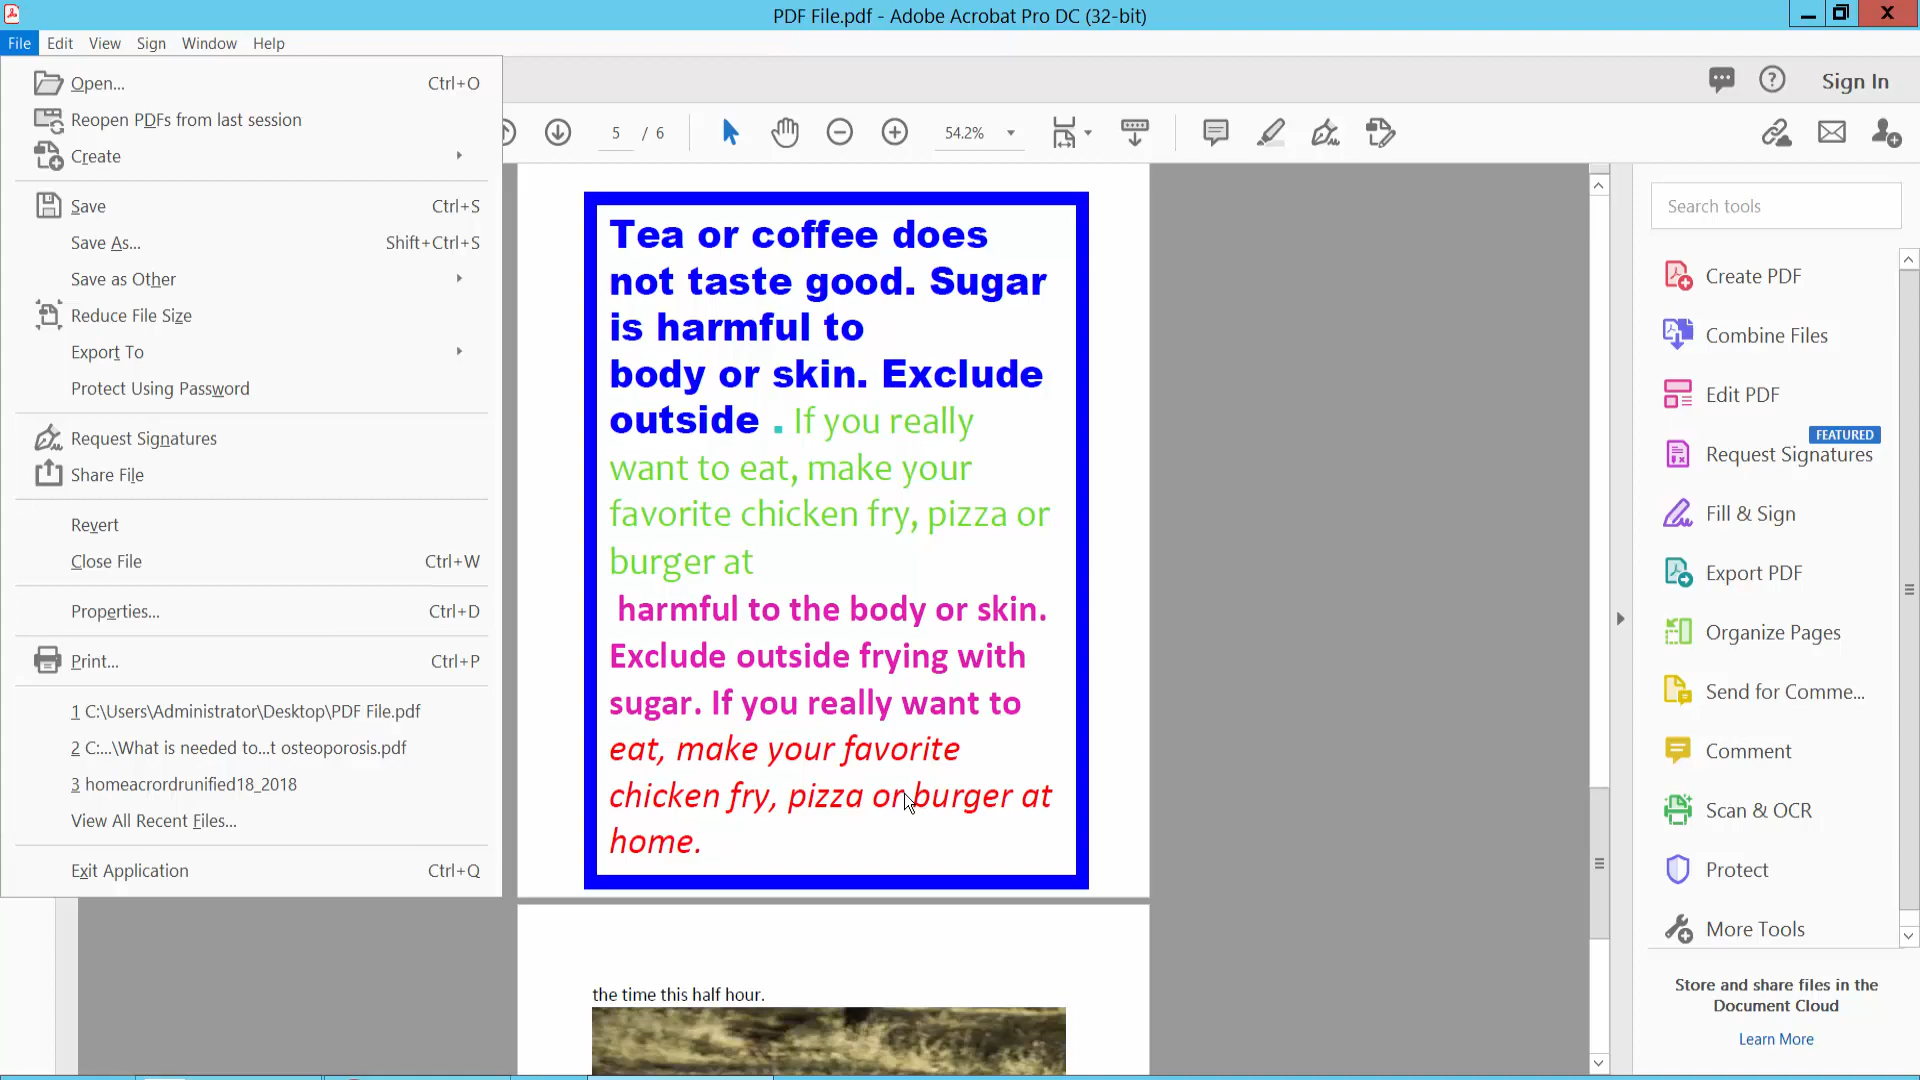 PDF File.pdf - Adobe Acrobat Pro DC (32-bit)
File Edit View Sign Window Help
Open... Ctrl+O
Reopen PDFs from last session
Create
Save Ctrl+S
Save As... Shift+Ctrl+S
Save as Other
Reduce File Size
Export To
Protect Using Password
Request Signatures
Share File
Revert
Close File Ctrl+W
Properties... Ctrl+D
Print... Ctrl+P
1 C:\Users\Administrator\Desktop\PDF File.pdf
2 C:...\What is needed to...t osteoporosis.pdf
3 homeacrordrunified18_2018
View All Recent Files...
Exit Application Ctrl+Q
Sign In
5 / 6
54.2%
Tea or coffee does
not taste good. Sugar
is harmful to
body or skin. Exclude
outside . If you really
want to eat, make your
favorite chicken fry, pizza or
burger at
harmful to the body or skin.
Exclude outside frying with
sugar. If you really want to
eat, make your favorite
chicken fry, pizza or burger at
home.
the time this half hour.
Search tools
Create PDF
Combine Files
Edit PDF
FEATURED
Request Signatures
Fill & Sign
Export PDF
Organize Pages
Send for Comme...
Comment
Scan & OCR
Protect
More Tools
Store and share files in the
Document Cloud
Learn More